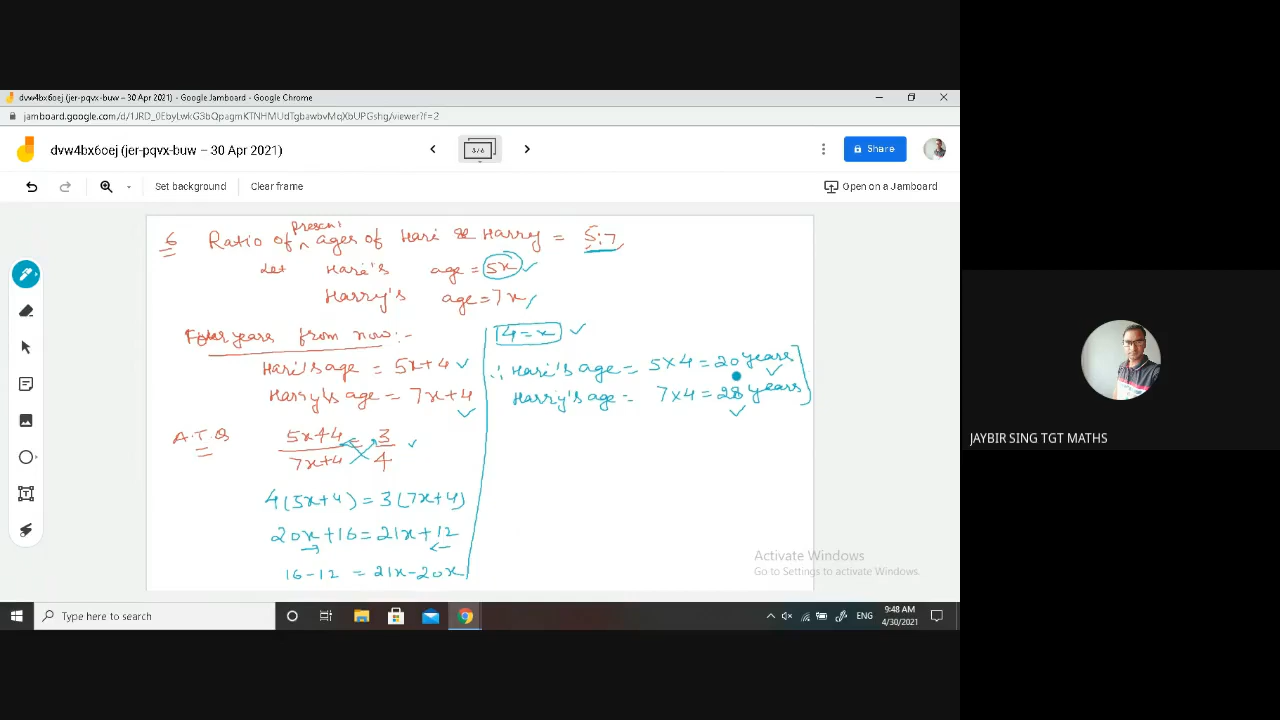 dvw4bx6oej (jer-pqvx-buw – 30 Apr 2021) - Google Jamboard - Google Chrome
jamboard.google.com/d/1JRD_0EbyLwkG3bQpagmKTNHMUdTgbawbvMqXbUPGshg/viewer?f=2
dvw4bx6oej (jer-pqvx-buw – 30 Apr 2021)
3/6
Share
Set background
Clear frame
Open on a Jamboard
6 Ratio of present ages of Hari & Harry = 5:7
Let Hari's age = 5x
Harry's age = 7x
Four years from now:-
Hari's age = 5x+4
Harry's age = 7x+4
A.T.Q 5x+4/7x+4 = 3/4
4(5x+4) = 3(7x+4)
20x+16 = 21x+12
16-12 = 21x-20x
4 = x
∴ Hari's age = 5x4 = 20 years
Harry's age = 7x4 = 28 years
Activate Windows
Go to Settings to activate Windows.
JAYBIR SING TGT MATHS
Type here to search
ENG
9:48 AM
4/30/2021